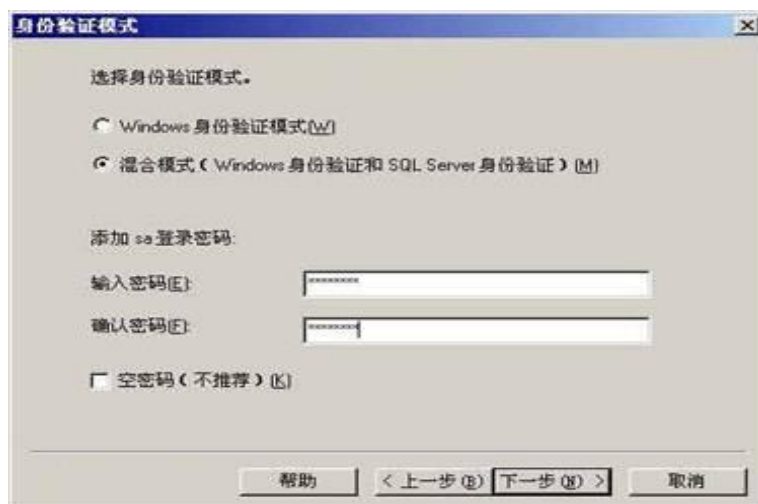 身份验证模式
选择身份验证模式。
Windows 身份验证模式(W)
混合模式（Windows 身份验证和 SQL Server 身份验证）(M)
添加 sa 登录密码:
输入密码(E):
********
确认密码(F):
********
空密码（不推荐）(K)
帮助
< 上一步(B)
下一步(N) >
取消